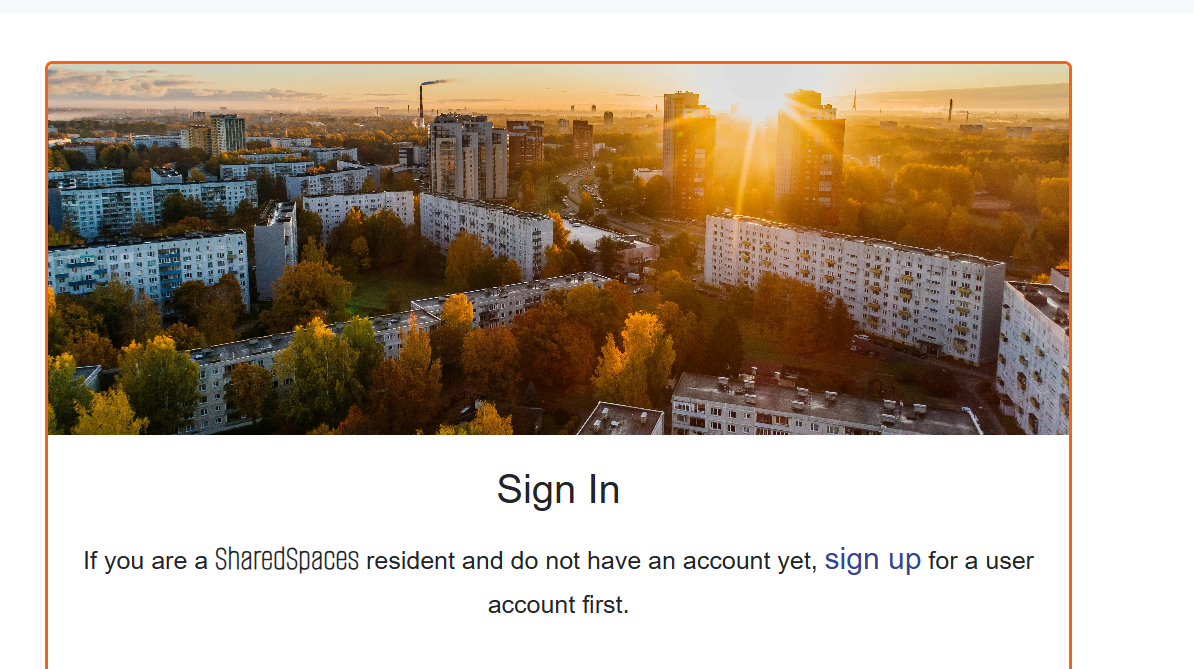 Sign In
If you are a SharedSpaces resident and do not have an account yet, sign up for a user
account first.